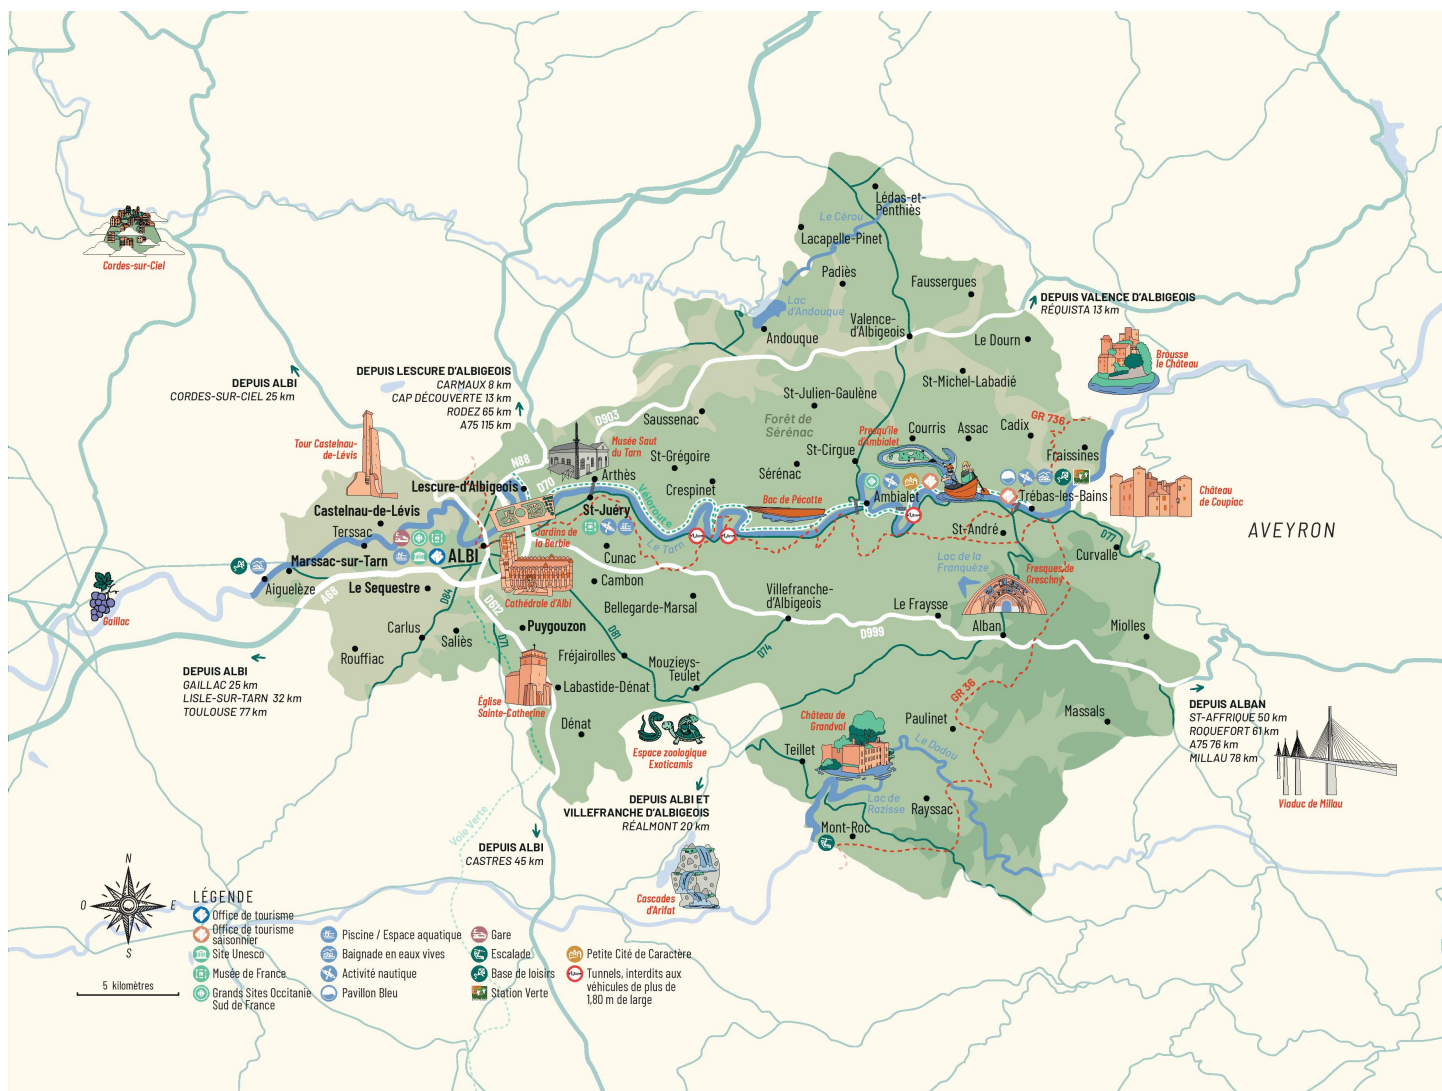 Lédas-et-
Penthiès
Le Cérou
Lacapelle-Pinet
Cordes-sur-Ciel
Padiès
Faussergues
Lac
d'Andouque
DEPUIS VALENCE D'ALBIGEOIS
RÉQUISTA 13 km
Valence-
d'Albigeois
Andouque
Le Dourn
Brousse
le Château
DEPUIS LESCURE D'ALBIGEOIS
CARMAUX 8 km
CAP DÉCOUVERTE 13 km
RODEZ 65 km
A75 115 km
DEPUIS ALBI
CORDES-SUR-CIEL 25 km
St-Michel-Labadié
St-Julien-Gaulène
D903
Saussenac
Forêt de
Sérénac
GR 736
Presqu'île
d'Ambialet
Courris
Assac
Cadix
Tour Castelnau-
de-Lévis
Musée Saut
du Tarn
St-Grégoire
St-Cirgue
Fraissines
N88
D70
Arthès
Sérénac
Lescure-d'Albigeois
Crespinet
Véloroute
Bac de Pécotte
Ambialet
Trébas-les-Bains
Château
de Coupiac
Castelnau-de-Lévis
St-Juéry
Terssac
Jardins de
la Berbie
Le Tarn
St-André
D77
AVEYRON
ALBI
Cunac
Curvalle
Marssac-sur-Tarn
Lac de la
Franquèze
Fresques de
Greschny
Aiguelèze
A68
Le Sequestre
D84
D612
Cathédrale d'Albi
Cambon
Bellegarde-Marsal
Villefranche-
d'Albigeois
Le Fraysse
Gaillac
Carlus
Saliès
D71
Puygouzon
D81
D999
Alban
Miolles
Rouffiac
Fréjairolles
D74
Mouzieys-
Teulet
DEPUIS ALBI
GAILLAC 25 km
LISLE-SUR-TARN 32 km
TOULOUSE 77 km
Labastide-Dénat
Église
Sainte-Catherine
GR 36
DEPUIS ALBAN
ST-AFFRIQUE 50 km
ROQUEFORT 61 km
A75 76 km
MILLAU 78 km
Dénat
Château de
Grandval
Paulinet
Massals
Espace zoologique
Exoticamis
Teillet
Le Dadou
Viaduc de Millau
DEPUIS ALBI ET
VILLEFRANCHE D'ALBIGEOIS
RÉALMONT 20 km
Lac de
Razisse
Rayssac
Mont-Roc
Voie Verte
DEPUIS ALBI
CASTRES 45 km
Cascades
d'Arifat
N
O
E
S
5 kilomètres
LÉGENDE
Office de tourisme
Office de tourisme
saisonnier
Site Unesco
Musée de France
Grands Sites Occitanie
Sud de France
Piscine / Espace aquatique
Baignade en eaux vives
Activité nautique
Pavillon Bleu
Gare
Escalade
Base de loisirs
Station Verte
Petite Cité de Caractère
Tunnels, interdits aux
véhicules de plus de
1,80 m de large